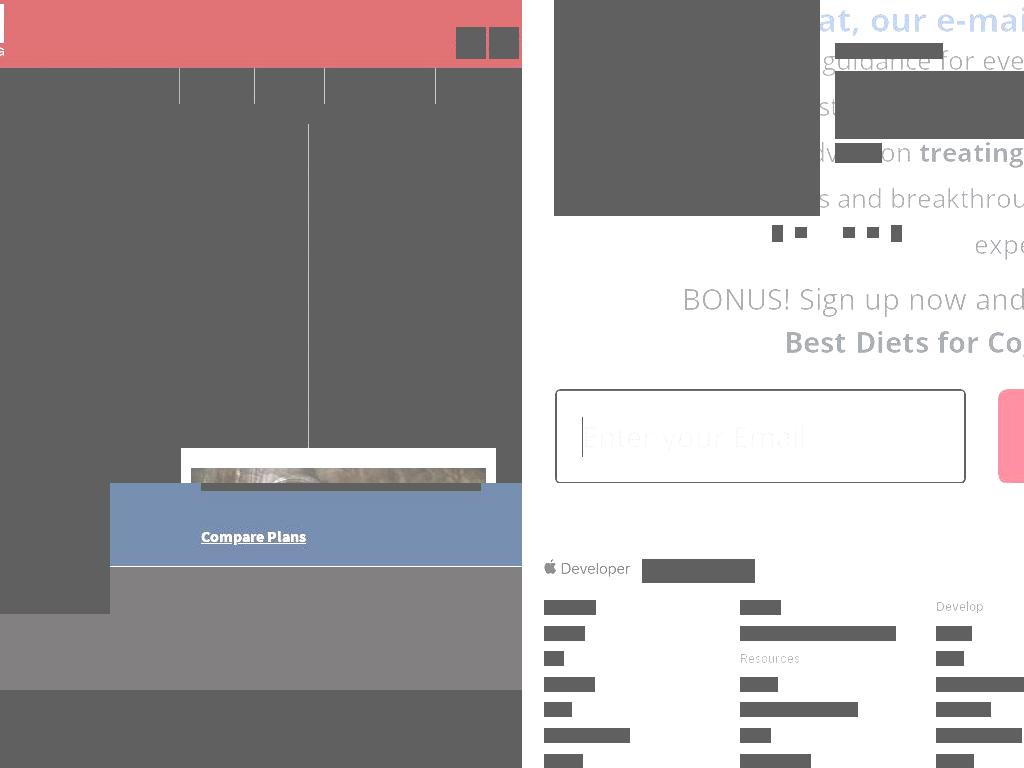 G
Compare Plans
at, our e-mai
guidance for eve
st
on treating
s and breakthrou
expe
BONUS! Sign up now and
Best Diets for Co
Enter your Email
Developer
Develop
Resources